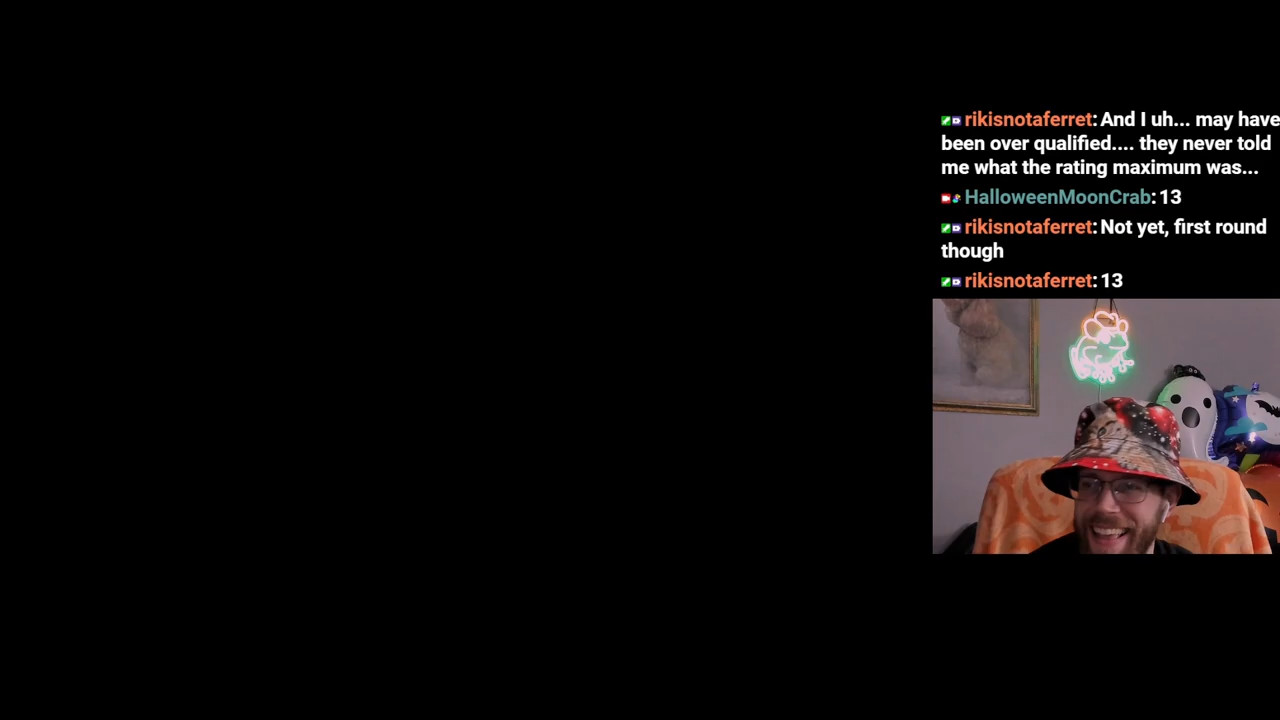 rikisnotaferret: And I uh... may have
been over qualified.... they never told
me what the rating maximum was...
HalloweenMoonCrab: 13
rikisnotaferret: Not yet, first round
though
rikisnotaferret: 13